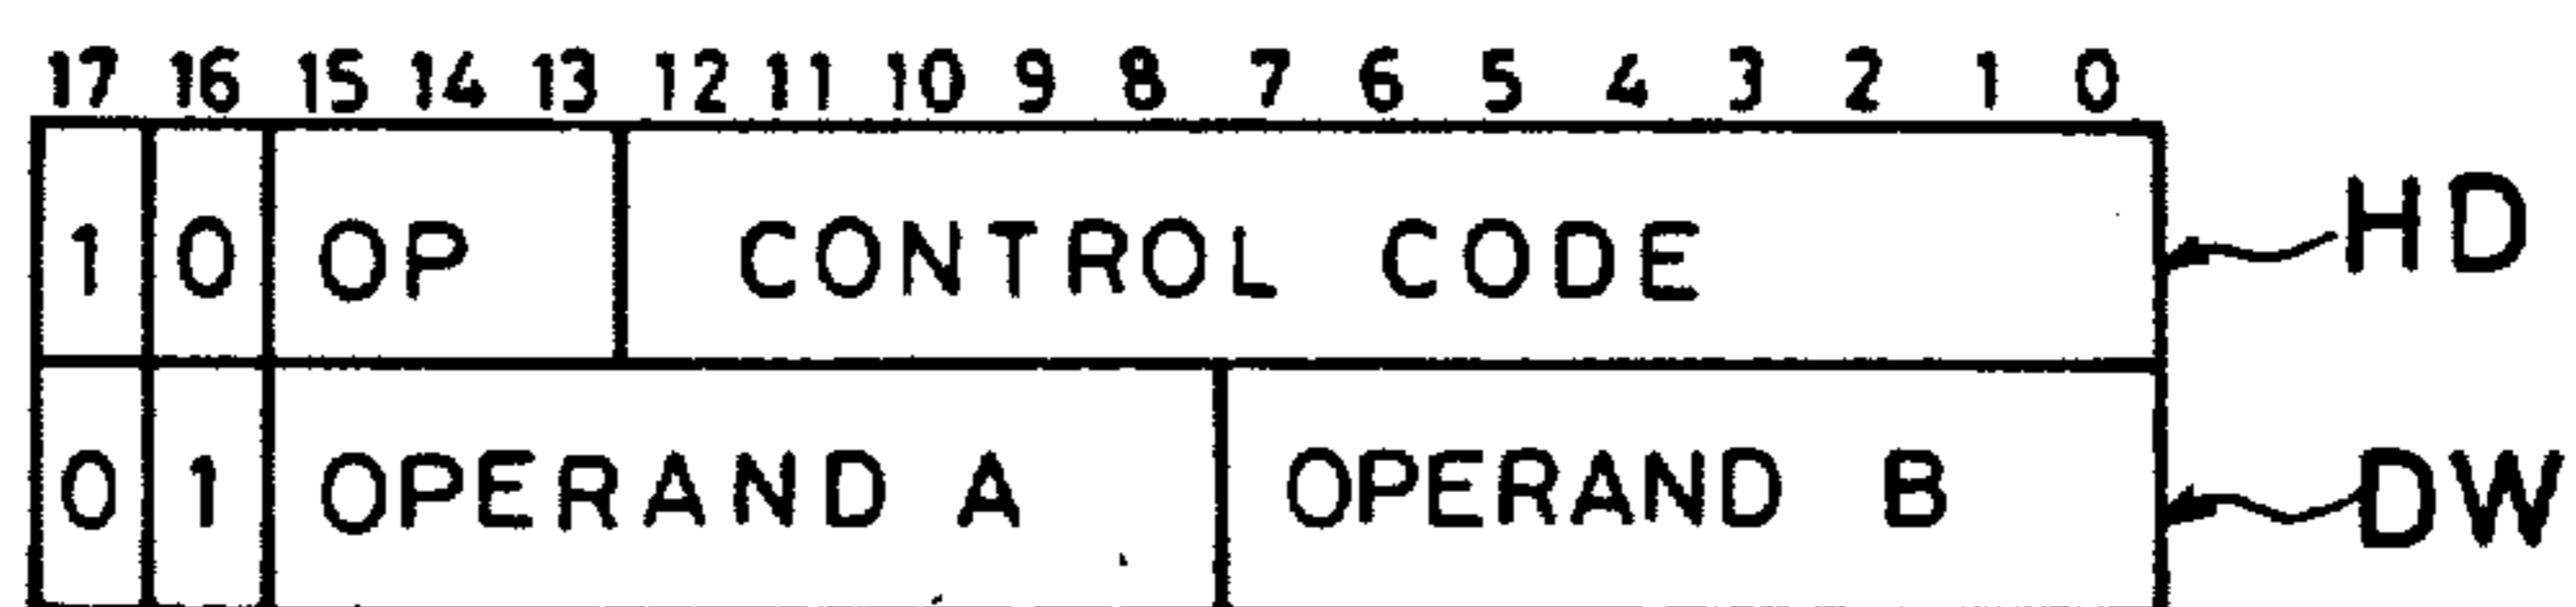 17 16 15 14 13 12 11 10 9 8 7 6 5 4 3 2 1 0
1 0 OP CONTROL CODE HD
0 1 OPERAND A OPERAND B DW